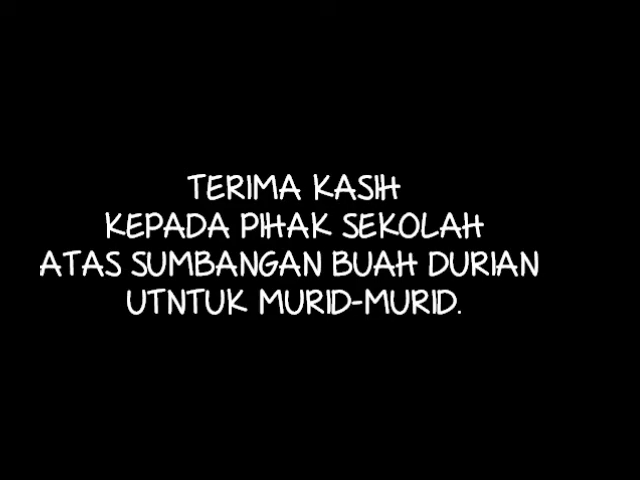 TERIMA KASIH
KEPADA PIHAK SEKOLAH
ATAS SUMBANGAN BUAH DURIAN
UTNTUK MURID-MURID.